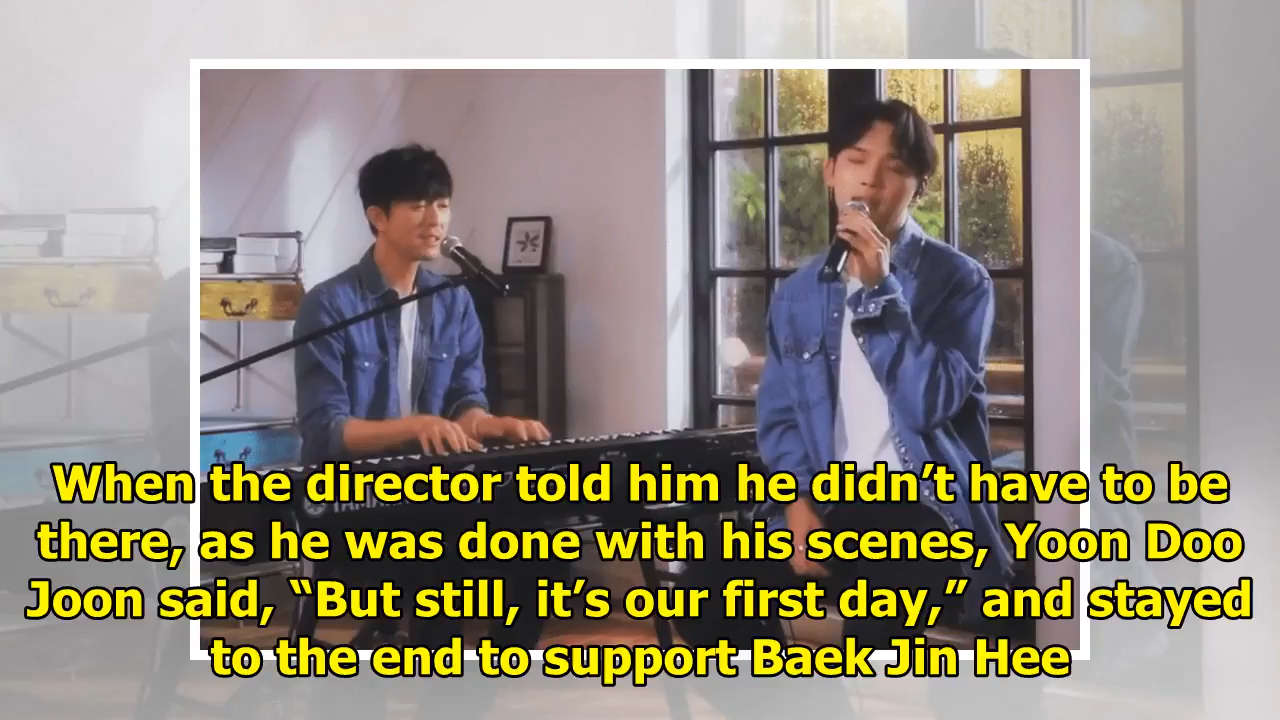 When the director told him he didn’t have to be
there, as he was done with his scenes, Yoon Doo
Joon said, “But still, it’s our first day,” and stayed
to the end to support Baek Jin Hee